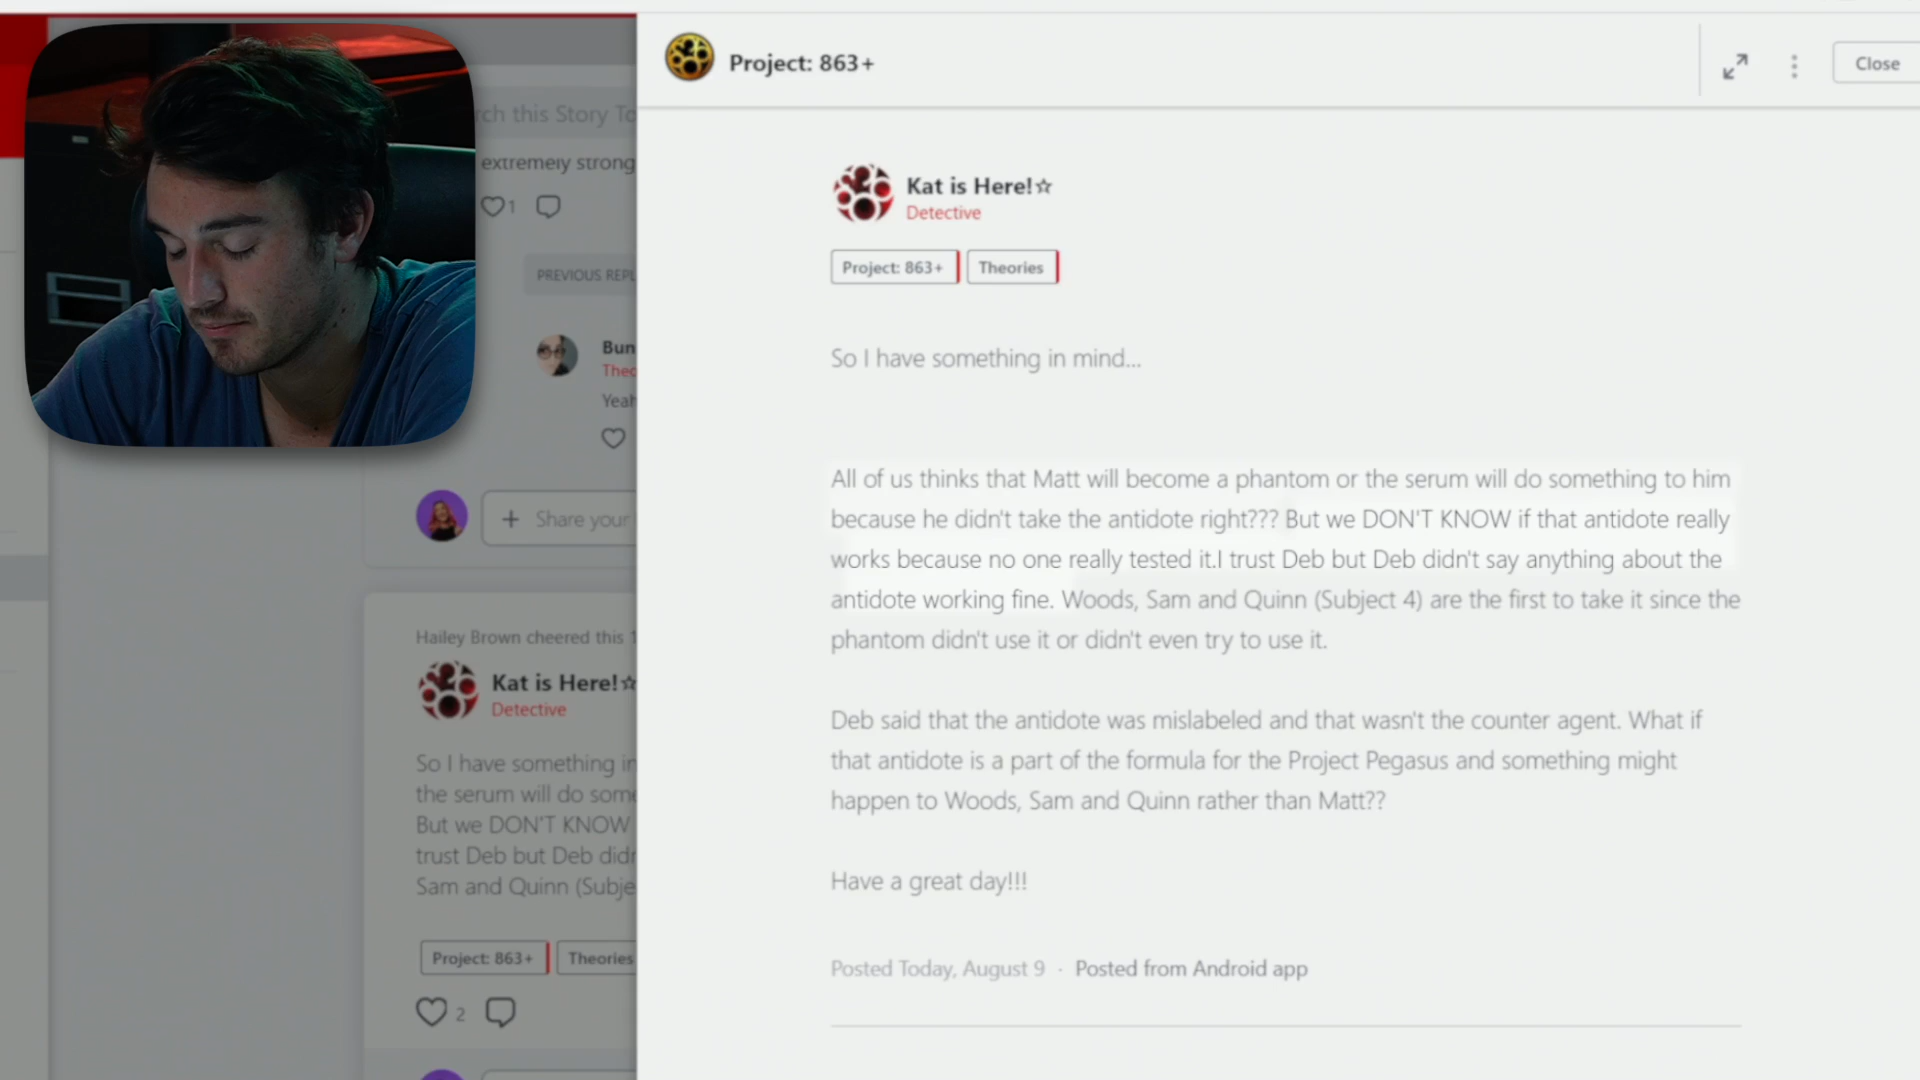 Project: 863+
Close
rch this Story To
extremely strong
1
PREVIOUS REPL
Bun
Theo
Yeah
Share your
Hailey Brown cheered this
Kat is Here!☆
Detective
So I have something in
the serum will do some
But we DON'T KNOW
trust Deb but Deb didn
Sam and Quinn (Subje
Project: 863+
Theories
2
Kat is Here!☆
Detective
Project: 863+
Theories
So I have something in mind...
All of us thinks that Matt will become a phantom or the serum will do something to him
because he didn't take the antidote right??? But we DON'T KNOW if that antidote really
works because no one really tested it.I trust Deb but Deb didn't say anything about the
antidote working fine. Woods, Sam and Quinn (Subject 4) are the first to take it since the
phantom didn't use it or didn't even try to use it.
Deb said that the antidote was mislabeled and that wasn't the counter agent. What if
that antidote is a part of the formula for the Project Pegasus and something might
happen to Woods, Sam and Quinn rather than Matt??
Have a great day!!!
Posted Today, August 9 · Posted from Android app